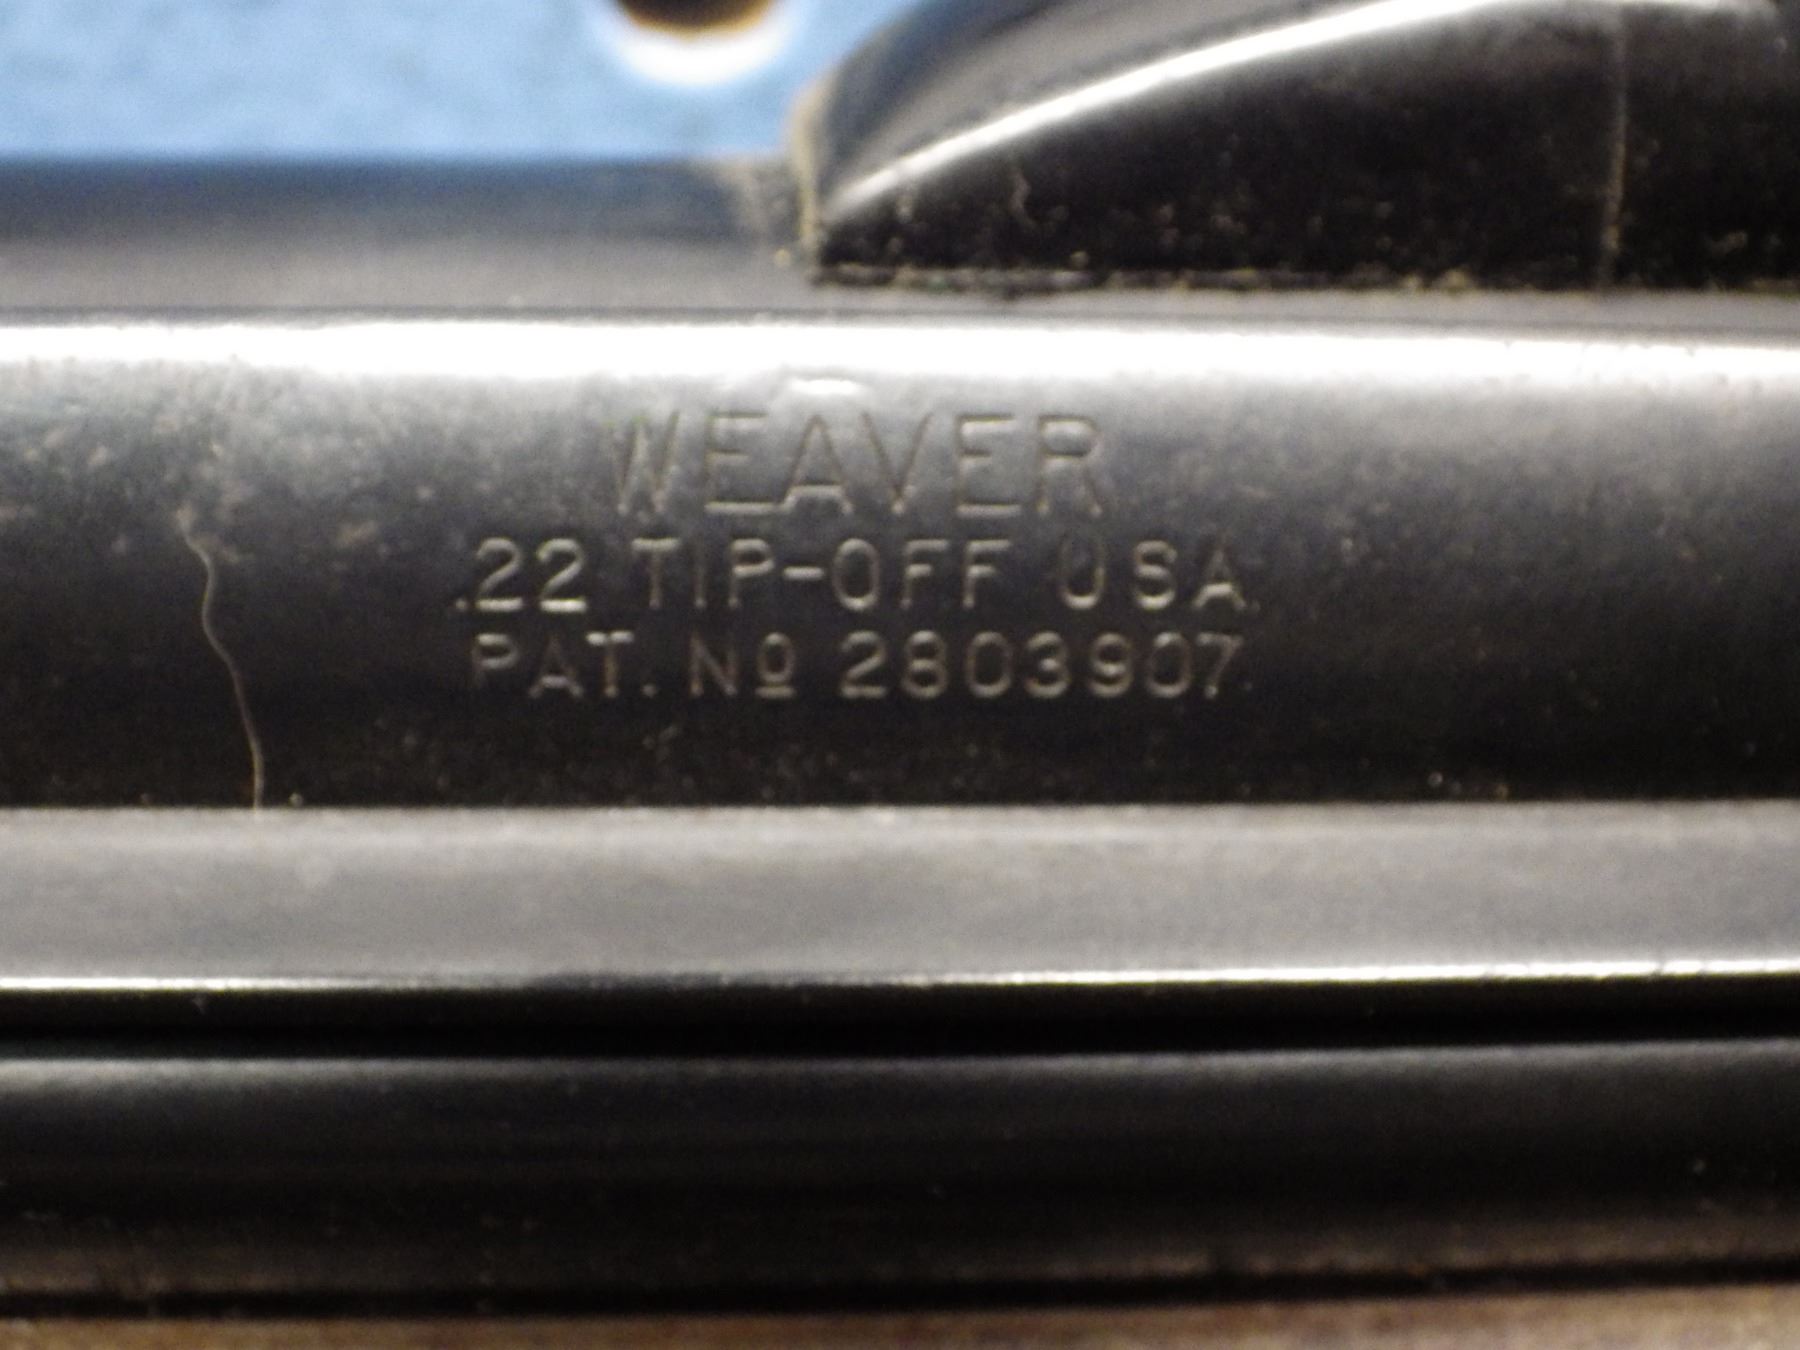 WEAVER
.22 TIP-OFF USA.
PAT. Nº 2803907.